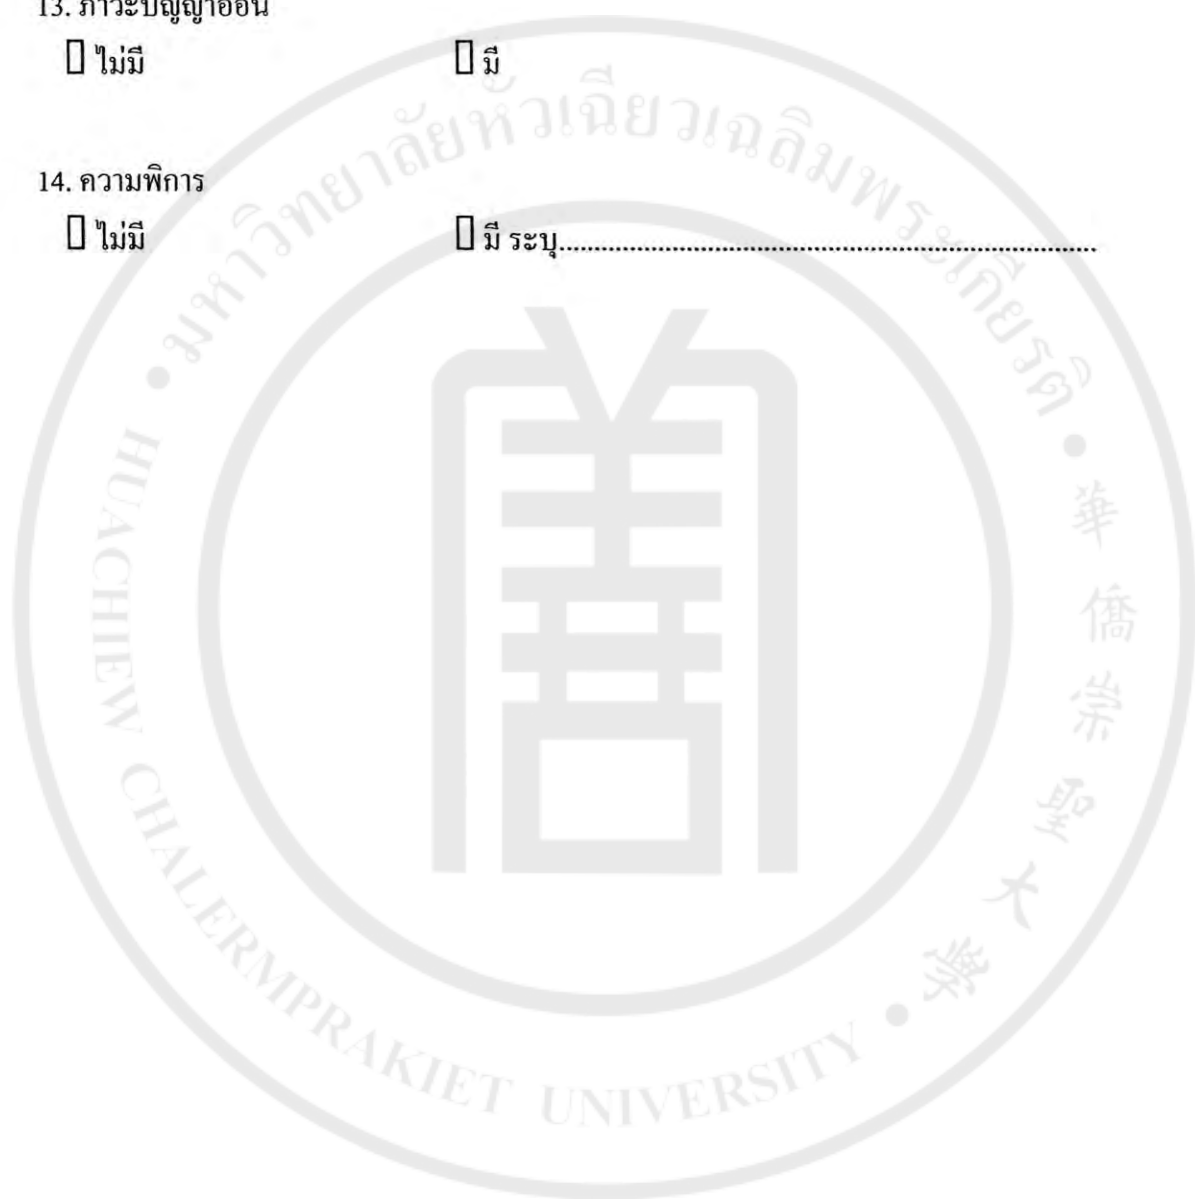 13. ภาวะปัญญาอ่อน
▯ ไม่มี ▯ มี
14. ความพิการ
▯ ไม่มี ▯ มี ระบุ................................................................................
• มหาวิทยาลัยหัวเฉียวเฉลิมพระเกียรติ •
華僑崇聖大學
HUACHIEW CHALERMPRAKIET UNIVERSITY •